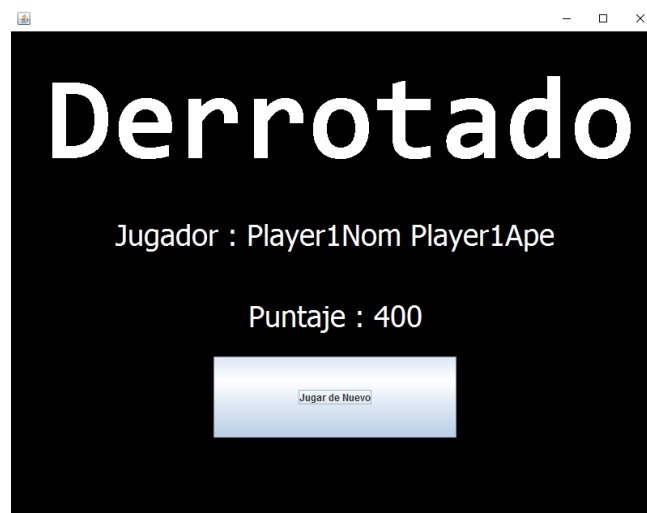 Derrotado
Jugador : Player1Nom Player1Ape
Puntaje : 400
Jugar de Nuevo